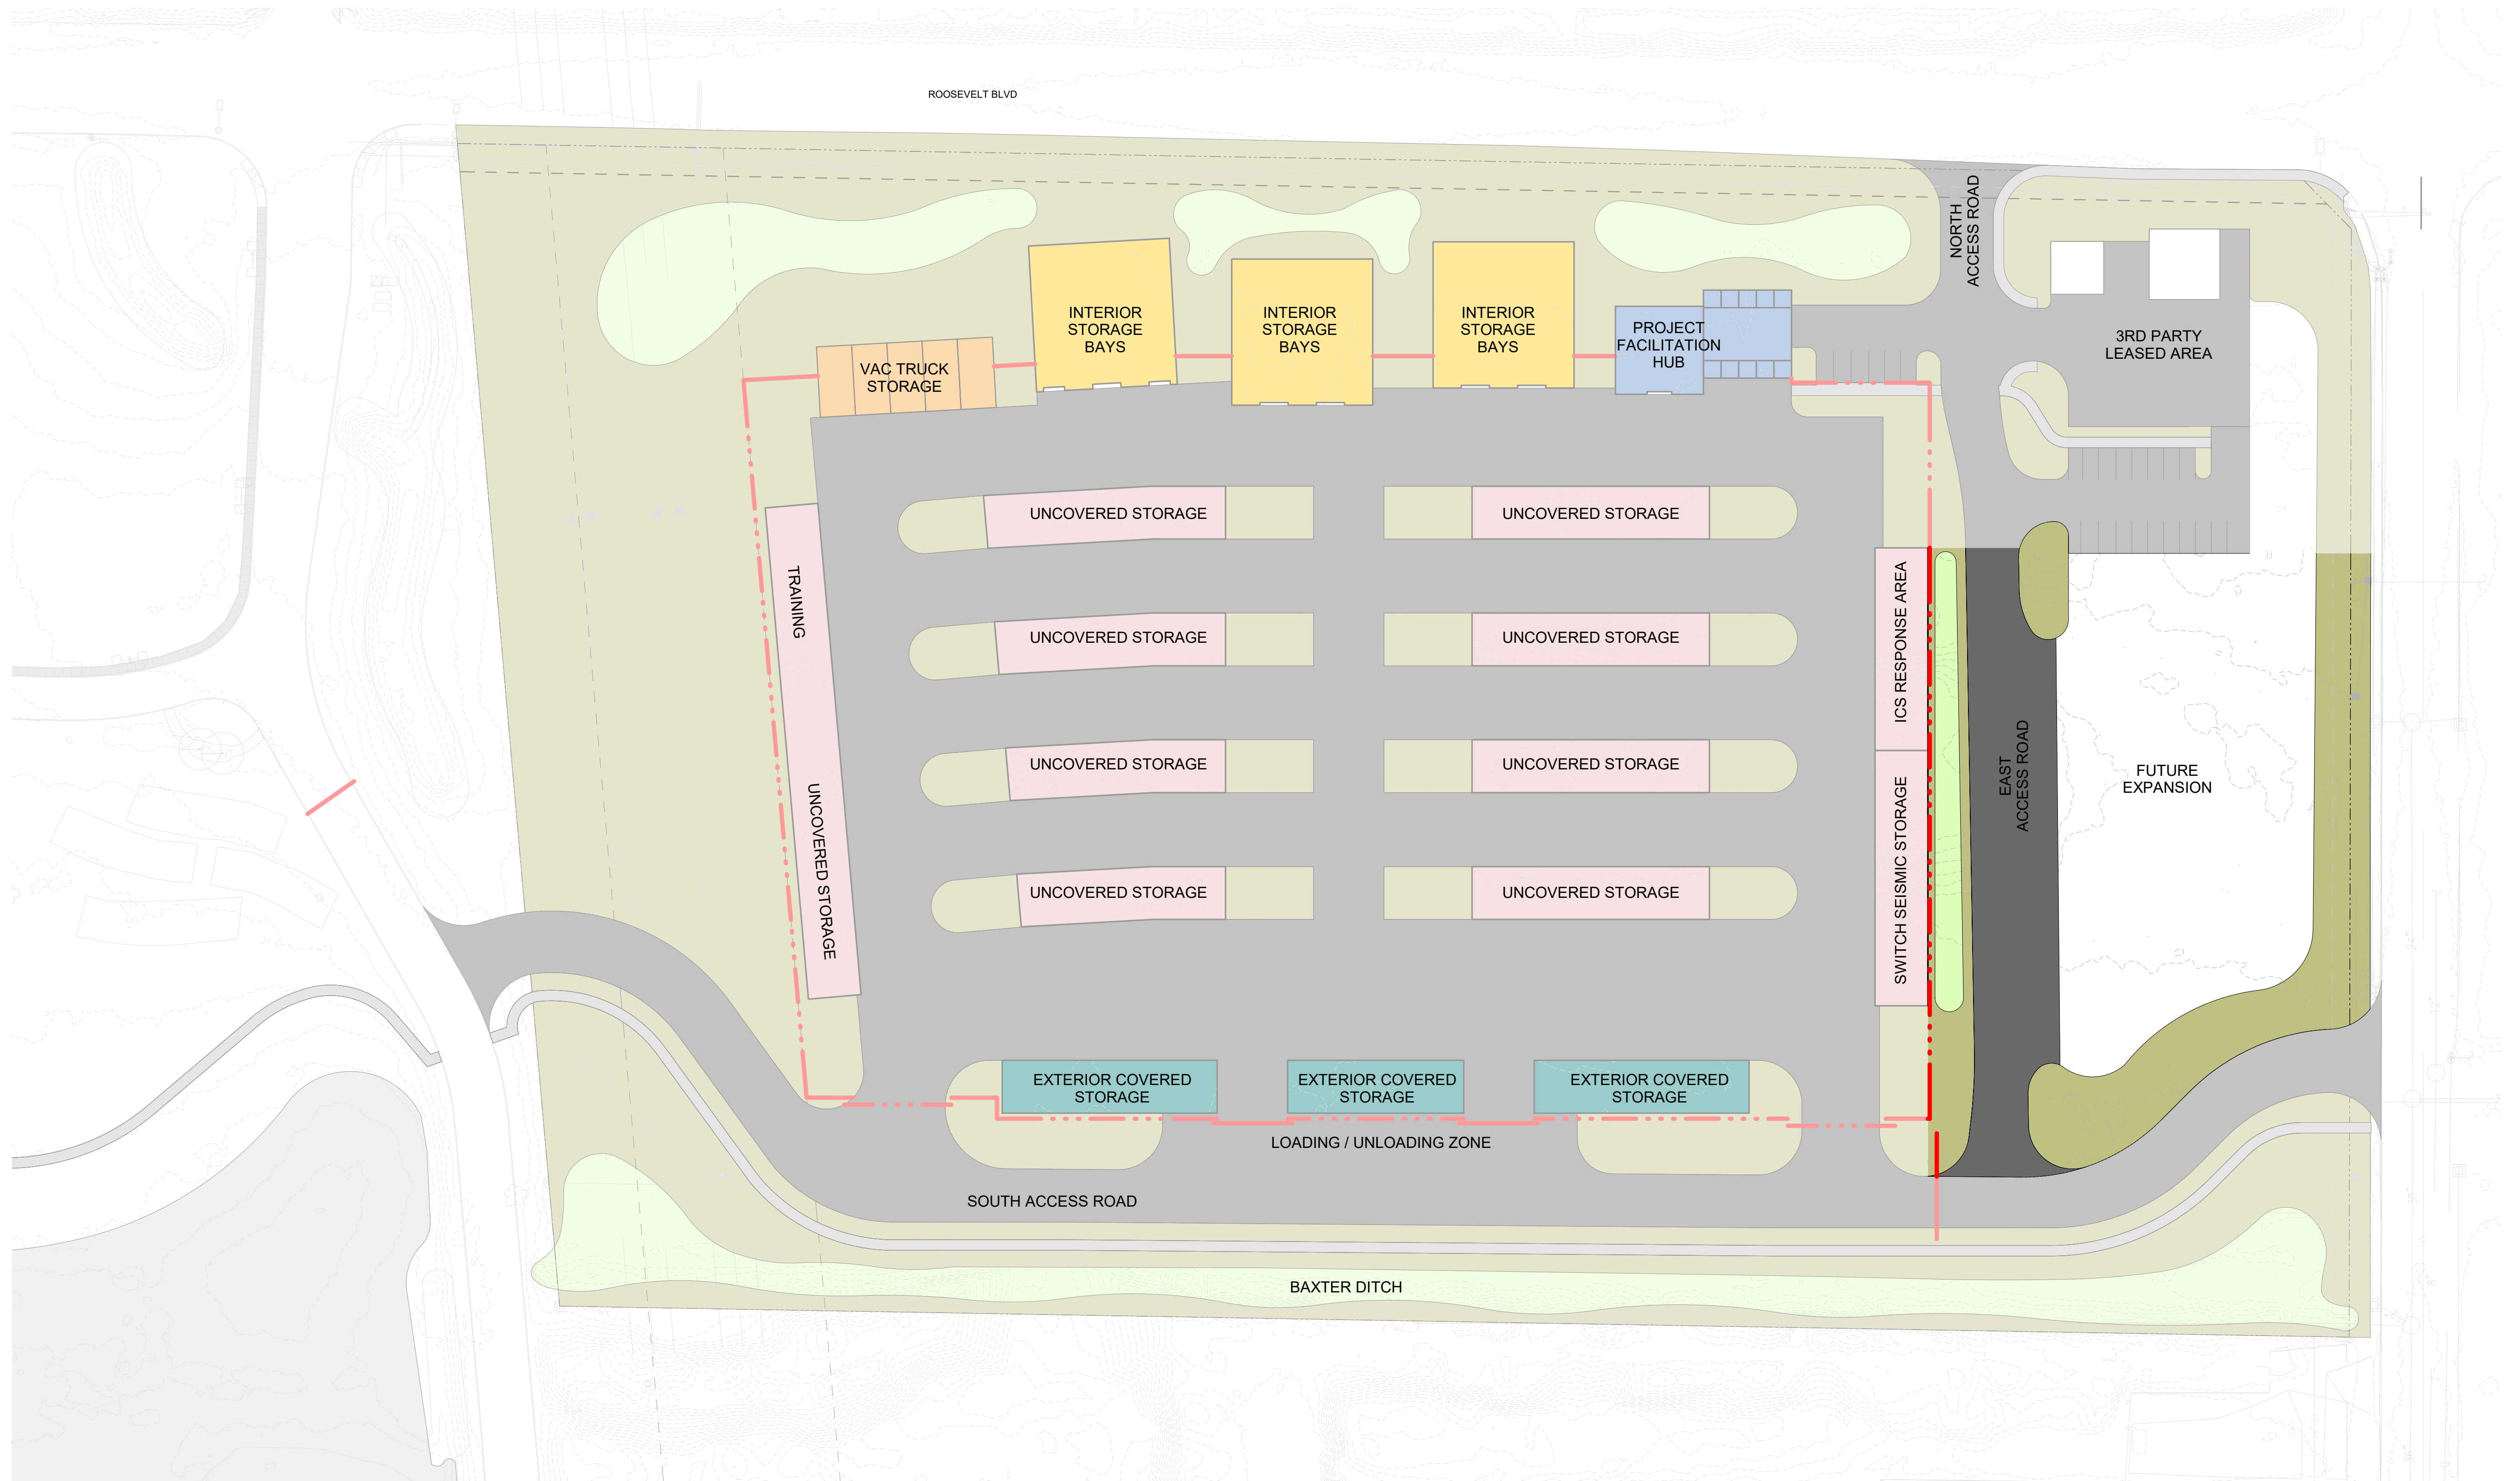 ROOSEVELT BLVD
NORTH
ACCESS ROAD
INTERIOR
STORAGE
BAYS
INTERIOR
STORAGE
BAYS
INTERIOR
STORAGE
BAYS
PROJECT
FACILITATION
HUB
3RD PARTY
LEASED AREA
VAC TRUCK
STORAGE
UNCOVERED STORAGE
UNCOVERED STORAGE
TRAINING
ICS RESPONSE AREA
UNCOVERED STORAGE
UNCOVERED STORAGE
UNCOVERED STORAGE
UNCOVERED STORAGE
EAST
ACCESS ROAD
FUTURE
EXPANSION
UNCOVERED STORAGE
SWITCH SEISMIC STORAGE
UNCOVERED STORAGE
UNCOVERED STORAGE
EXTERIOR COVERED
STORAGE
EXTERIOR COVERED
STORAGE
EXTERIOR COVERED
STORAGE
LOADING / UNLOADING ZONE
SOUTH ACCESS ROAD
BAXTER DITCH